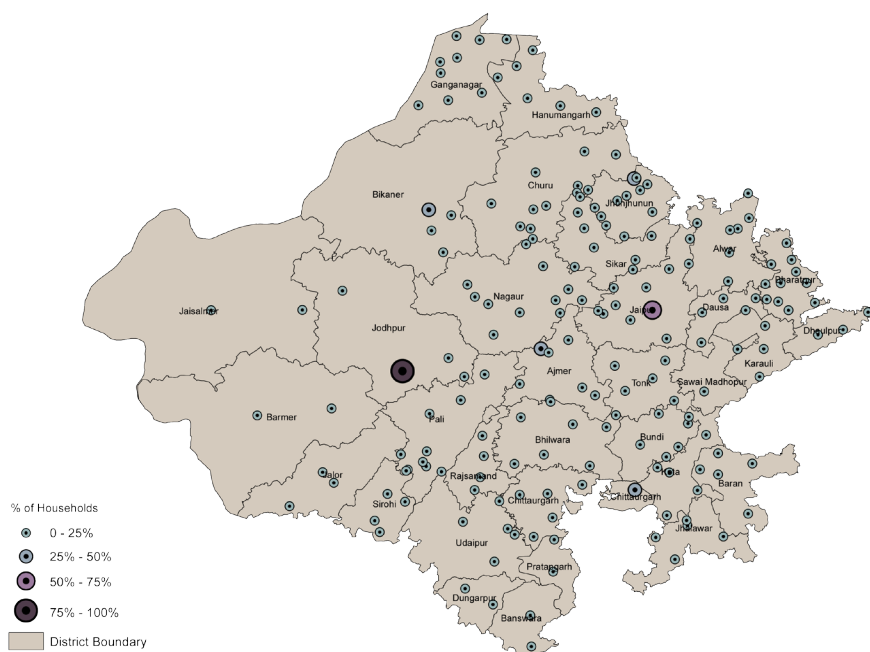 Ganganagar
Hanumangarh
Bikaner
Churu
Jhunjhunun
Alwar
Sikar
Bharatpur
Nagaur
Jaipur
Dausa
Jaisalmer
Jodhpur
Dhaulpur
Karauli
Ajmer
Tonk
Sawai Madhopur
Barmer
Pali
Bhilwara
Bundi
Jalor
Rajsamand
Kota
Baran
Sirohi
Chittaurgarh
Chittaurgarh
Jhalawar
Udaipur
Pratapgarh
Dungarpur
Banswara
% of Households
0 - 25%
25% - 50%
50% - 75%
75% - 100%
District Boundary